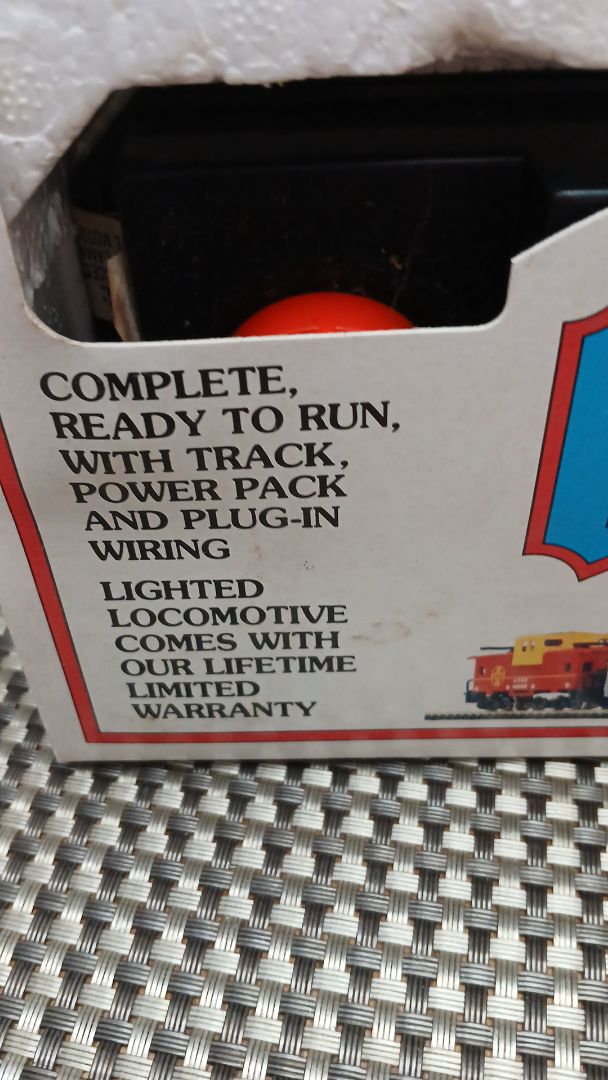 COMPLETE,
READY TO RUN,
WITH TRACK,
POWER PACK
AND PLUG-IN
WIRING
LIGHTED
LOCOMOTIVE
COMES WITH
OUR LIFETIME
LIMITED
WARRANTY